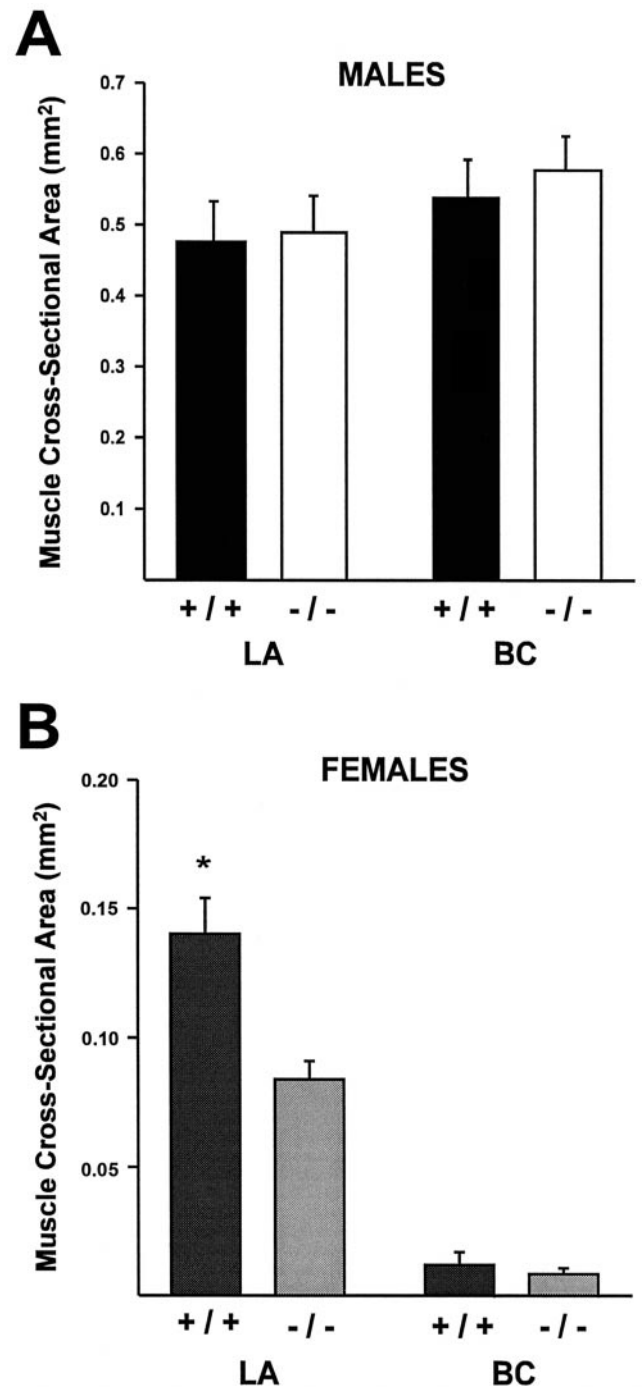 A
MALES
Muscle Cross-Sectional Area (mm²)
0.7
0.6
0.5
0.4
0.3
0.2
0.1
+ / + - / - + / + - / -
LA BC
B
FEMALES
Muscle Cross-Sectional Area (mm²)
0.20
0.15
0.10
0.05
*
+ / + - / - + / + - / -
LA BC